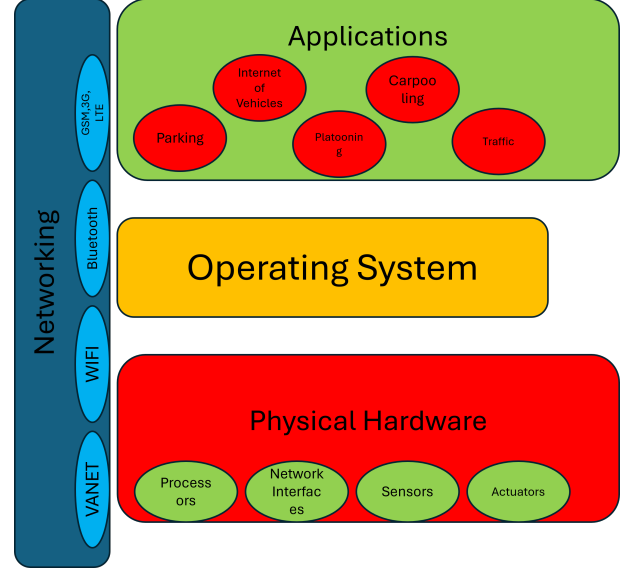 Networking
GSM,3G,
LTE
Bluetooth
WIFI
VANET
Applications
Internet
of
Vehicles
Carpoo
ling
Parking
Platoonin
g
Traffic
Operating System
Physical Hardware
Process
ors
Network
Interfac
es
Sensors
Actuators